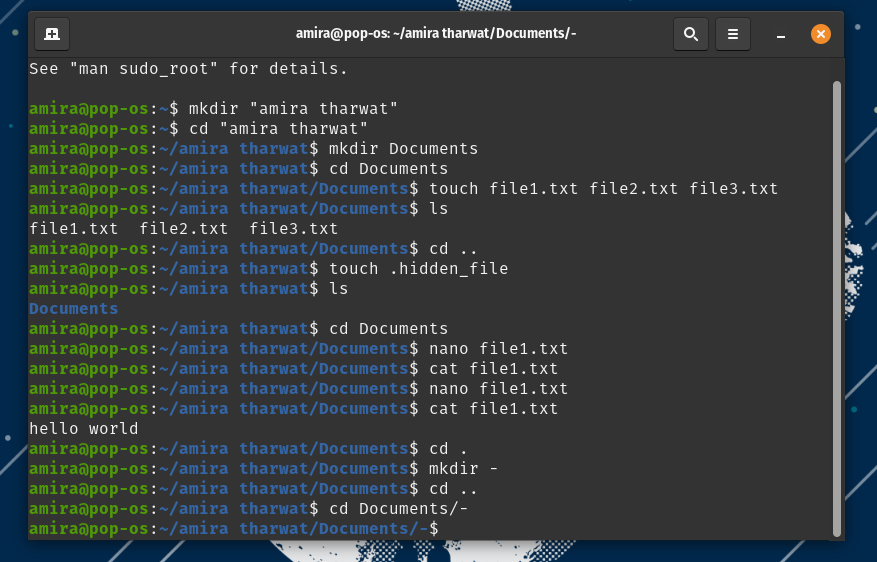 amira@pop-os: ~/amira tharwat/Documents/-
See "man sudo_root" for details.
amira@pop-os:~$ mkdir "amira tharwat"
amira@pop-os:~$ cd "amira tharwat"
amira@pop-os:~/amira tharwat$ mkdir Documents
amira@pop-os:~/amira tharwat$ cd Documents
amira@pop-os:~/amira tharwat/Documents$ touch file1.txt file2.txt file3.txt
amira@pop-os:~/amira tharwat/Documents$ ls
file1.txt  file2.txt  file3.txt
amira@pop-os:~/amira tharwat/Documents$ cd ..
amira@pop-os:~/amira tharwat$ touch .hidden_file
amira@pop-os:~/amira tharwat$ ls
Documents
amira@pop-os:~/amira tharwat$ cd Documents
amira@pop-os:~/amira tharwat/Documents$ nano file1.txt
amira@pop-os:~/amira tharwat/Documents$ cat file1.txt
amira@pop-os:~/amira tharwat/Documents$ nano file1.txt
amira@pop-os:~/amira tharwat/Documents$ cat file1.txt
hello world
amira@pop-os:~/amira tharwat/Documents$ cd .
amira@pop-os:~/amira tharwat/Documents$ mkdir -
amira@pop-os:~/amira tharwat/Documents$ cd ..
amira@pop-os:~/amira tharwat$ cd Documents/-
amira@pop-os:~/amira tharwat/Documents/-$